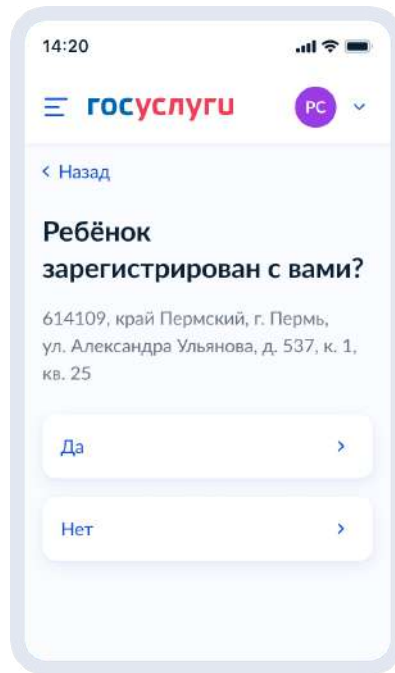 14:20
госуслуги
РС
Назад
Ребёнок
зарегистрирован с вами?
614109, край Пермский, г. Пермь,
ул. Александра Ульянова, д. 537, к. 1,
кв. 25
Да
Нет